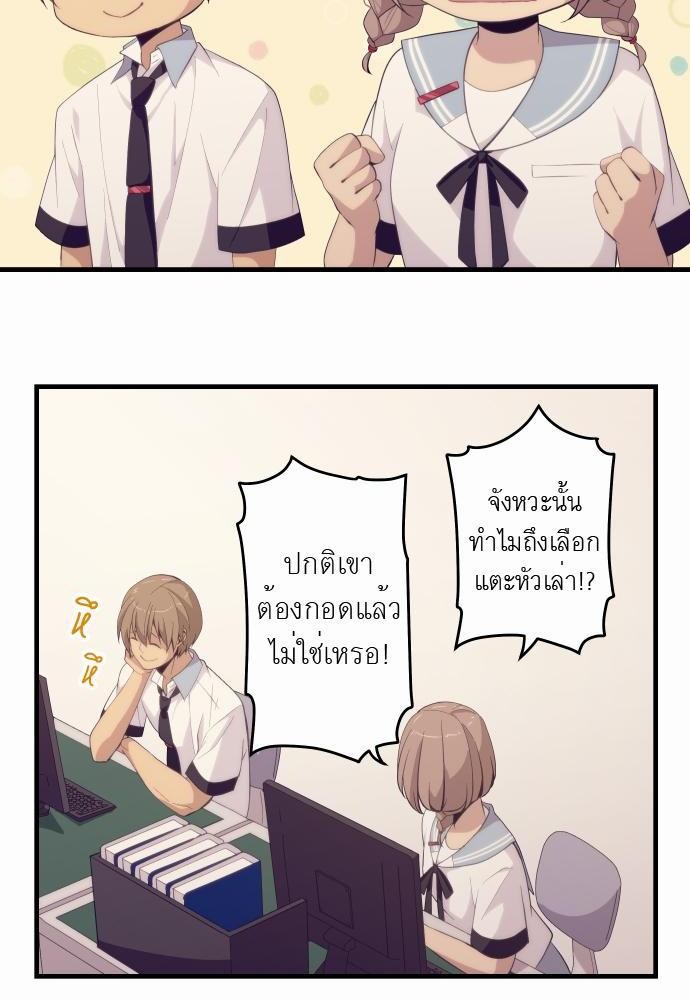 จังหวะนั้น
ทำไมถึงเลือก
แตะหัวเล่า!?
ปกติเขา
ต้องกอดแล้ว
ไม่ใช่เหรอ!
หึ
หึ